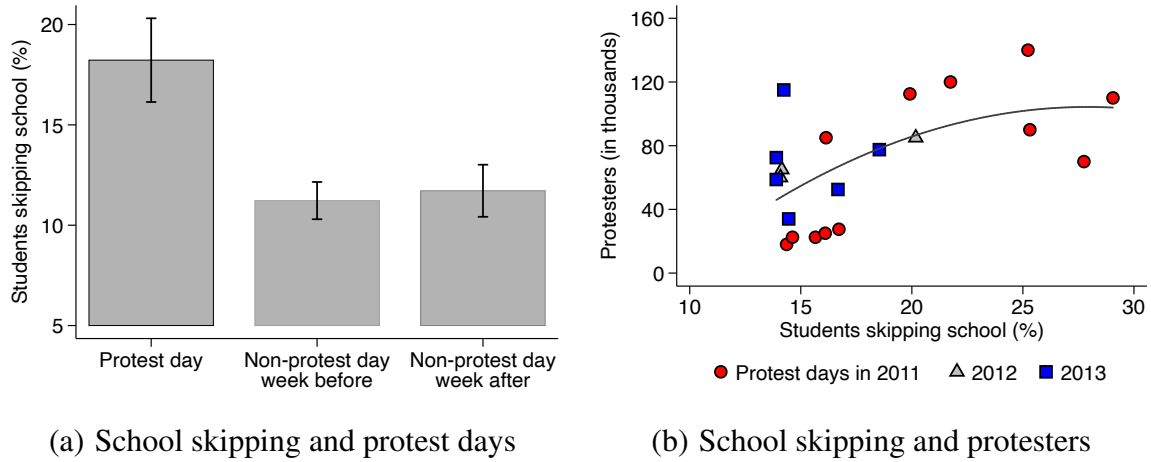 Students skipping school (%)
20
15
10
5
Protest day
Non-protest day
week before
Non-protest day
week after
(a) School skipping and protest days
Protesters (in thousands)
160
120
80
40
0
10 15 20 25 30
Students skipping school (%)
Protest days in 2011 2012 2013
(b) School skipping and protesters